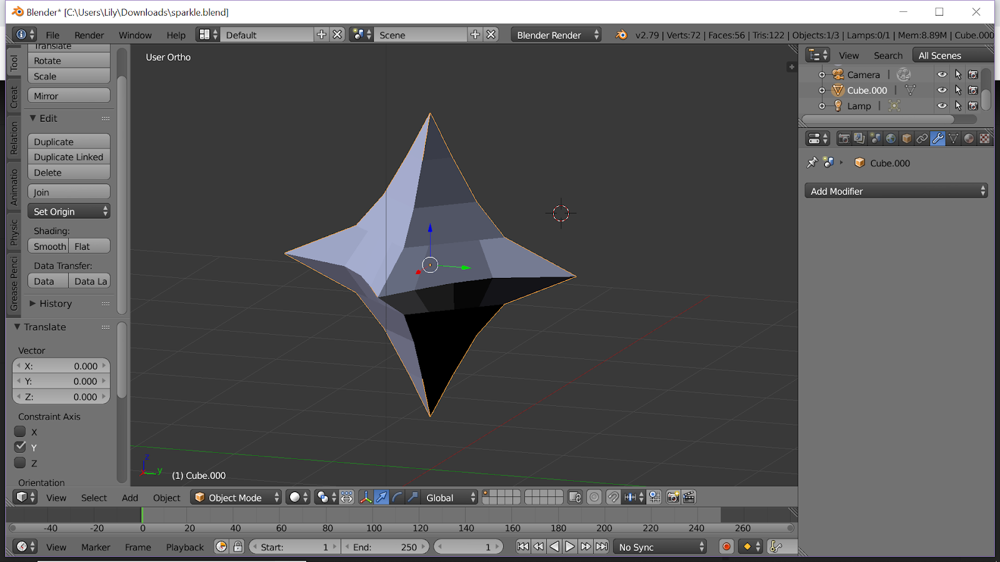 Blender* [C:\Users\Lily\Downloads\sparkle.blend]
File Render Window Help Default Scene Blender Render v2.79 | Verts:72 | Faces:56 | Tris:122 | Objects:1/3 | Lamps:0/1 | Mem:8.89M | Cube.000
Tool
Creat
Relation
Animatio
Physic
Grease Penci
Translate
Rotate
Scale
Mirror
Edit
Duplicate
Duplicate Linked
Delete
Join
Set Origin
Shading:
Smooth Flat
Data Transfer:
Data Data La
History
Translate
Vector
X: 0.000
Y: 0.000
Z: 0.000
Constraint Axis
X
Y
Z
Orientation
User Ortho
z
y
(1) Cube.000
View Search All Scenes
Camera
Cube.000
Lamp
Cube.000
Add Modifier
View Select Add Object Object Mode Global
-40 -20 0 20 40 60 80 100 120 140 160 180 200 220 240 260
View Marker Frame Playback Start: 1 End: 250 1 No Sync